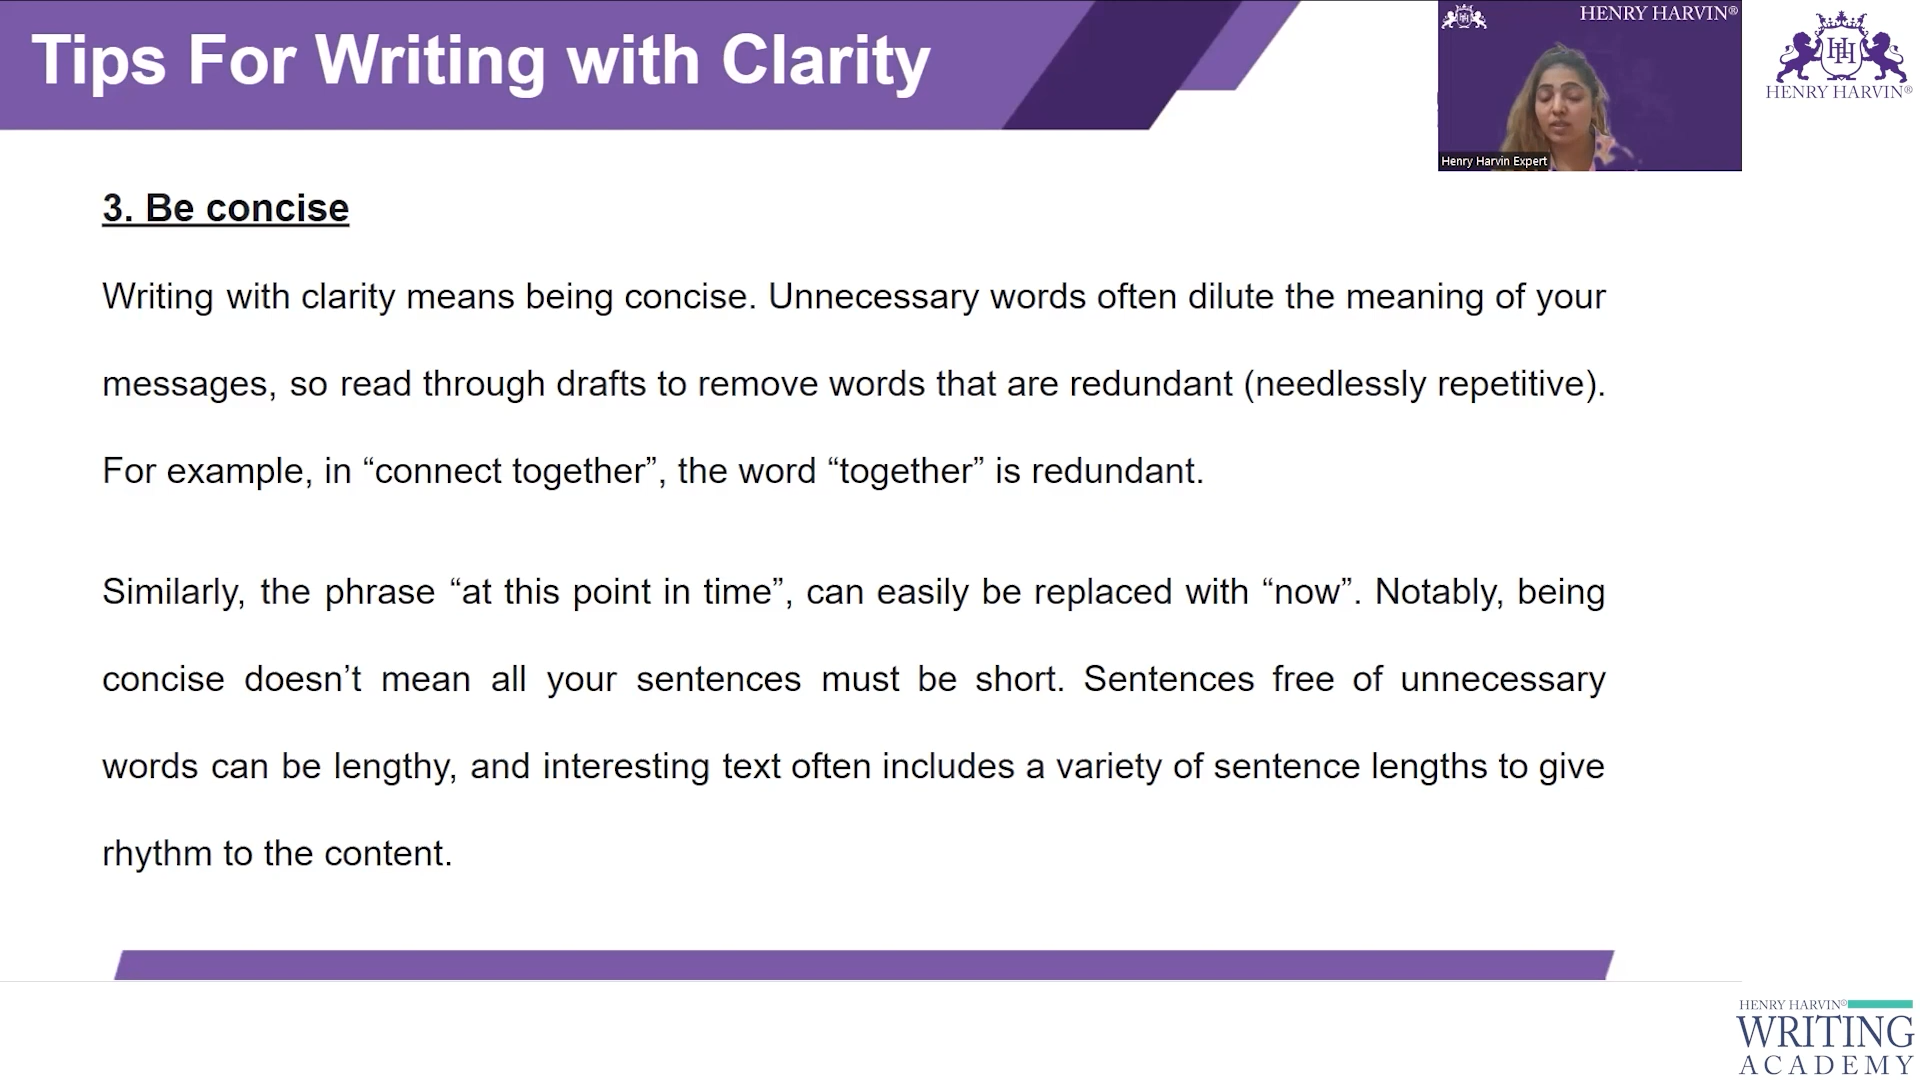 Tips For Writing with Clarity
HENRY HARVIN®
HENRY HARVIN®
Henry Harvin Expert
3. Be concise
Writing with clarity means being concise. Unnecessary words often dilute the meaning of your
messages, so read through drafts to remove words that are redundant (needlessly repetitive).
For example, in “connect together”, the word “together” is redundant.
Similarly, the phrase “at this point in time”, can easily be replaced with “now”. Notably, being
concise doesn’t mean all your sentences must be short. Sentences free of unnecessary
words can be lengthy, and interesting text often includes a variety of sentence lengths to give
rhythm to the content.
HENRY HARVIN®
WRITING
ACADEMY